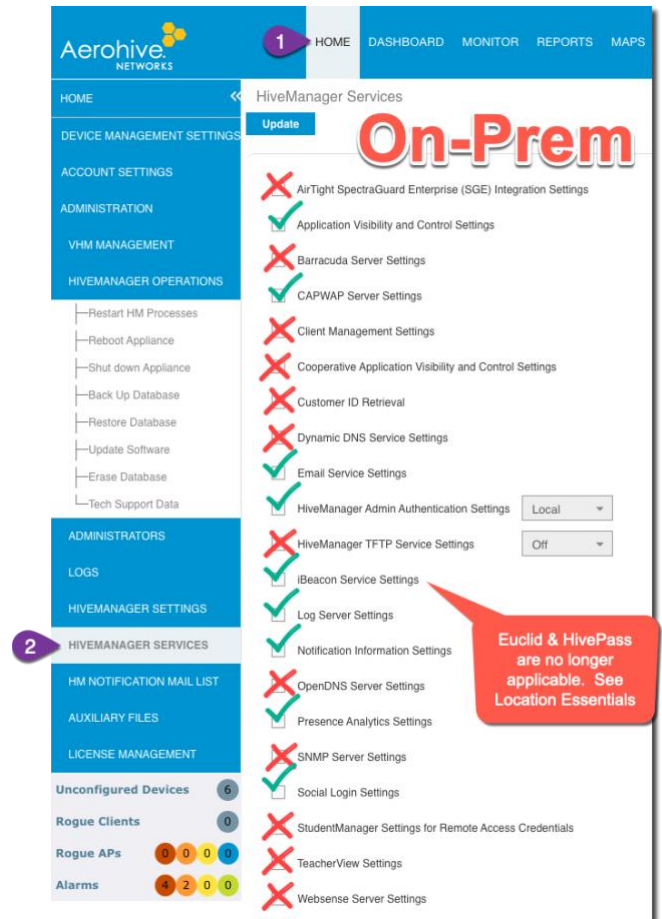 Aerohive
NETWORKS
1
HOME
DASHBOARD
MONITOR
REPORTS
MAPS
HOME
«
DEVICE MANAGEMENT SETTINGS
ACCOUNT SETTINGS
ADMINISTRATION
VHM MANAGEMENT
HIVEMANAGER OPERATIONS
Restart HM Processes
Reboot Appliance
Shut down Appliance
Back Up Database
Restore Database
Update Software
Erase Database
Tech Support Data
ADMINISTRATORS
LOGS
HIVEMANAGER SETTINGS
2
HIVEMANAGER SERVICES
HM NOTIFICATION MAIL LIST
AUXILIARY FILES
LICENSE MANAGEMENT
Unconfigured Devices 6
Rogue Clients 0
Rogue APs 0 0 0 0
Alarms 4 2 0 0
HiveManager Services
Update
On-Prem
AirTight SpectraGuard Enterprise (SGE) Integration Settings
Application Visibility and Control Settings
Barracuda Server Settings
CAPWAP Server Settings
Client Management Settings
Cooperative Application Visibility and Control Settings
Customer ID Retrieval
Dynamic DNS Service Settings
Email Service Settings
HiveManager Admin Authentication Settings Local
HiveManager TFTP Service Settings Off
iBeacon Service Settings
Log Server Settings
Notification Information Settings
OpenDNS Server Settings
Presence Analytics Settings
SNMP Server Settings
Social Login Settings
StudentManager Settings for Remote Access Credentials
TeacherView Settings
Websense Server Settings
Euclid & HivePass
are no longer
applicable. See
Location Essentials